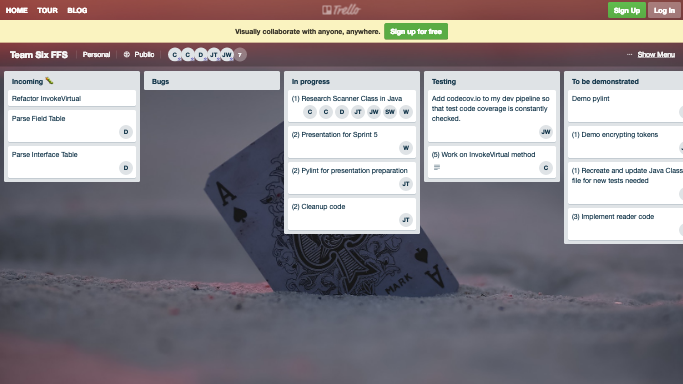 HOME TOUR BLOG Trello Sign Up Log In
Visually collaborate with anyone, anywhere. Sign up for free
Team Six FFS Personal Public C C D JT JW 7 ··· Show Menu
Incoming 🐛
Refactor InvokeVirtual
Parse Field Table
D
Parse Interface Table
D
Bugs
In progress
(1) Research Scanner Class in Java
C C D JT JW SW W
(2) Presentation for Sprint 5
W
(2) Pylint for presentation preparation
JT
(2) Cleanup code
JT
Testing
Add codecov.io to my dev pipeline so
that test code coverage is constantly
checked.
JW
(5) Work on InvokeVirtual method
C
To be demonstrated
Demo pylint
(1) Demo encrypting tokens
(1) Recreate and update Java Class
file for new tests needed
(3) Implement reader code
A
A
MARK